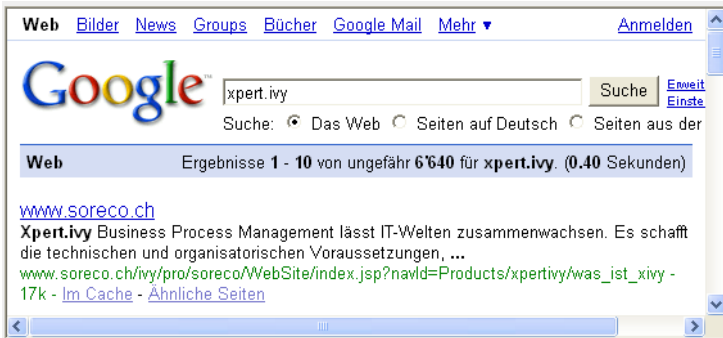 Web Bilder News Groups Bücher Google Mail Mehr ▼ Anmelden
Google™
xpert.ivy Suche Erweit
Einste
Suche: Das Web Seiten auf Deutsch Seiten aus der
Web Ergebnisse 1 - 10 von ungefähr 6'640 für xpert.ivy. (0.40 Sekunden)
www.soreco.ch
Xpert.ivy Business Process Management lässt IT-Welten zusammenwachsen. Es schafft
die technischen und organisatorischen Voraussetzungen, ...
www.soreco.ch/ivy/pro/soreco/WebSite/index.jsp?navId=Products/xpertivy/was_ist_xivy -
17k - Im Cache - Ähnliche Seiten